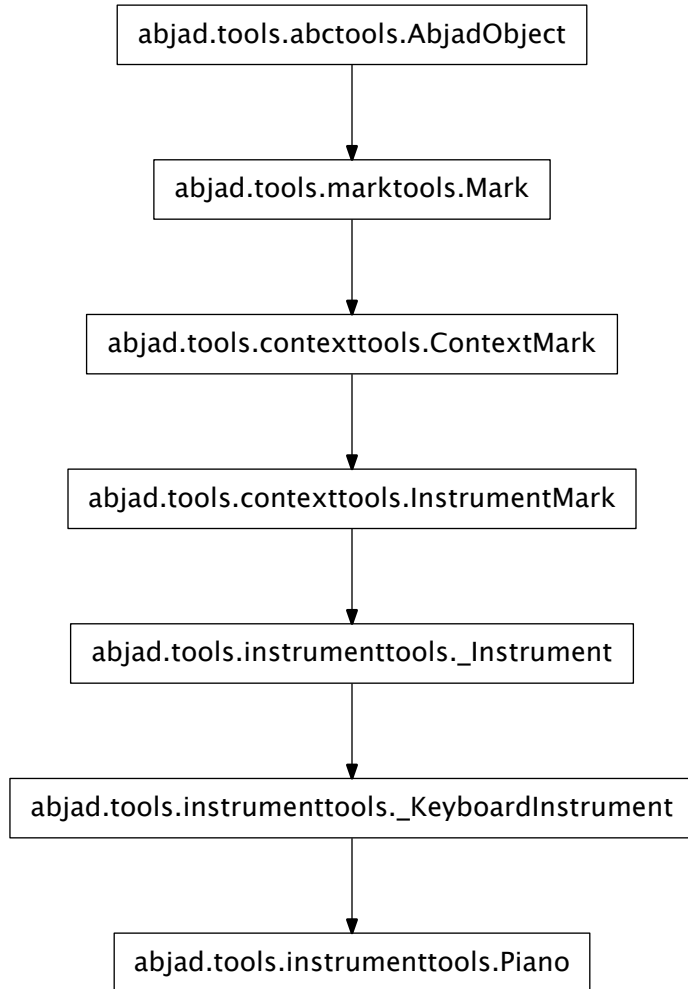 abjad.tools.abctools.AbjadObject
abjad.tools.marktools.Mark
abjad.tools.contexttools.ContextMark
abjad.tools.contexttools.InstrumentMark
abjad.tools.instrumenttools._Instrument
abjad.tools.instrumenttools._KeyboardInstrument
abjad.tools.instrumenttools.Piano